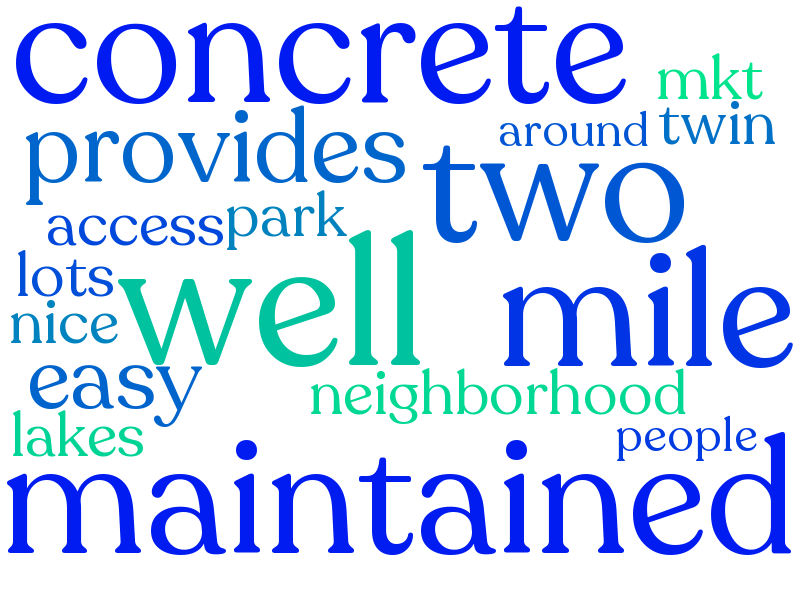 concrete
mkt
provides
around
twin
two
access
park
well
lots
mile
nice
easy
neighborhood
lakes
people
maintained